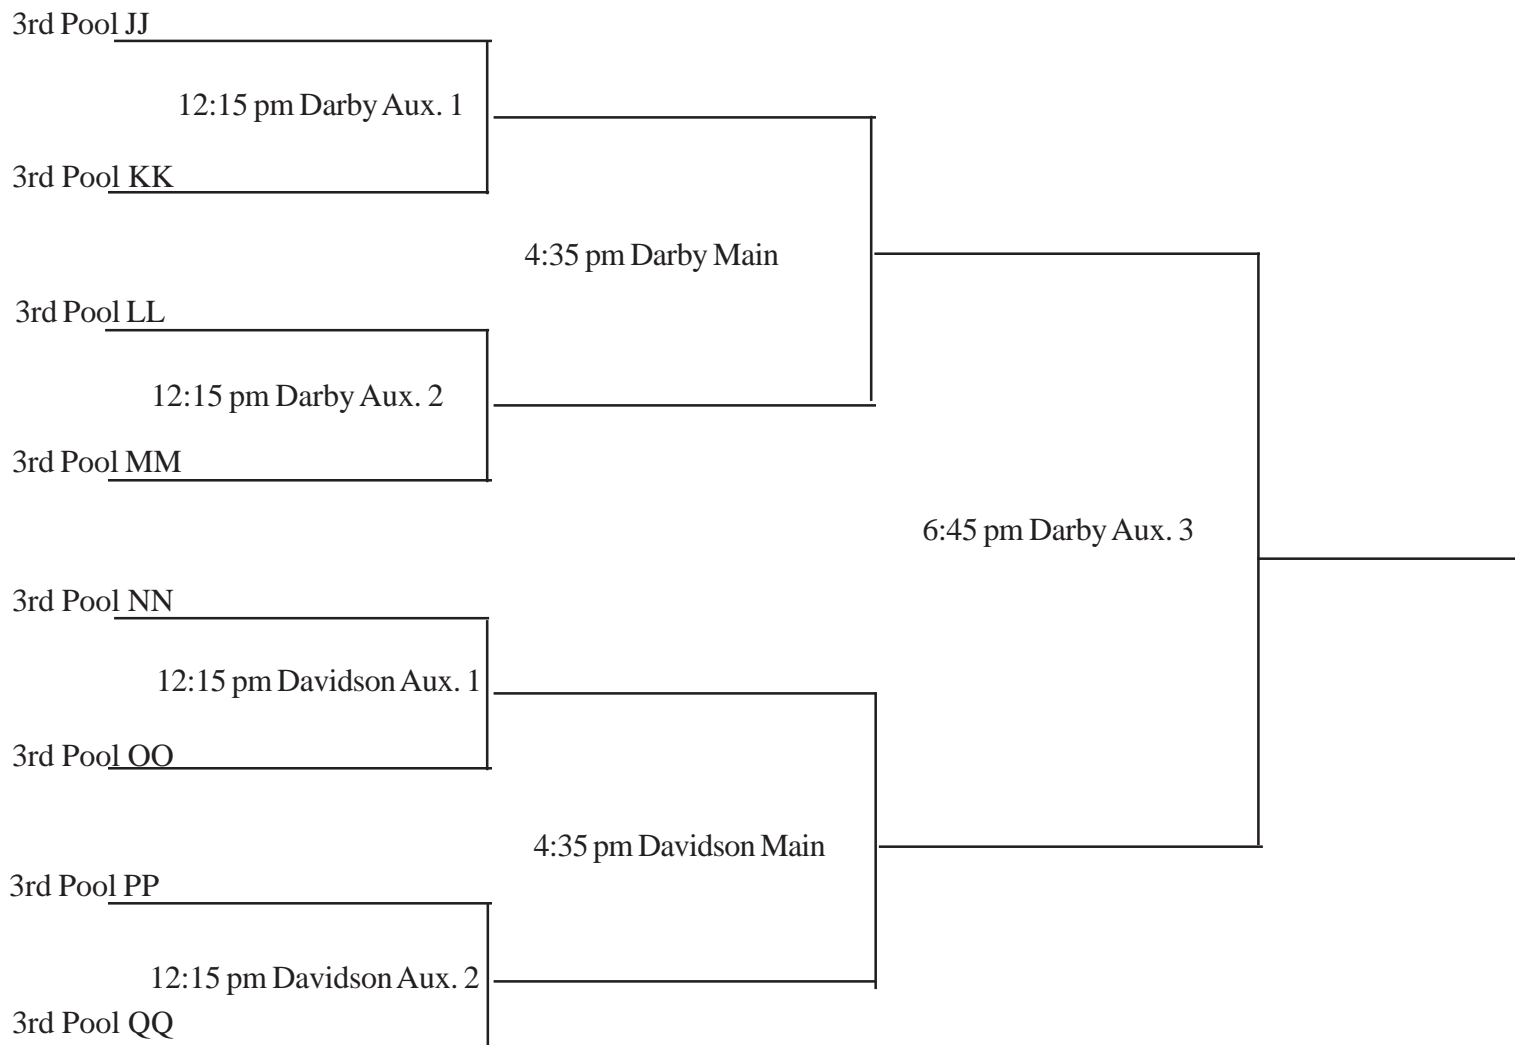 3rd Pool JJ
12:15 pm Darby Aux. 1
3rd Pool KK
4:35 pm Darby Main
3rd Pool LL
12:15 pm Darby Aux. 2
3rd Pool MM
6:45 pm Darby Aux. 3
3rd Pool NN
12:15 pm Davidson Aux. 1
3rd Pool OO
4:35 pm Davidson Main
3rd Pool PP
12:15 pm Davidson Aux. 2
3rd Pool QQ